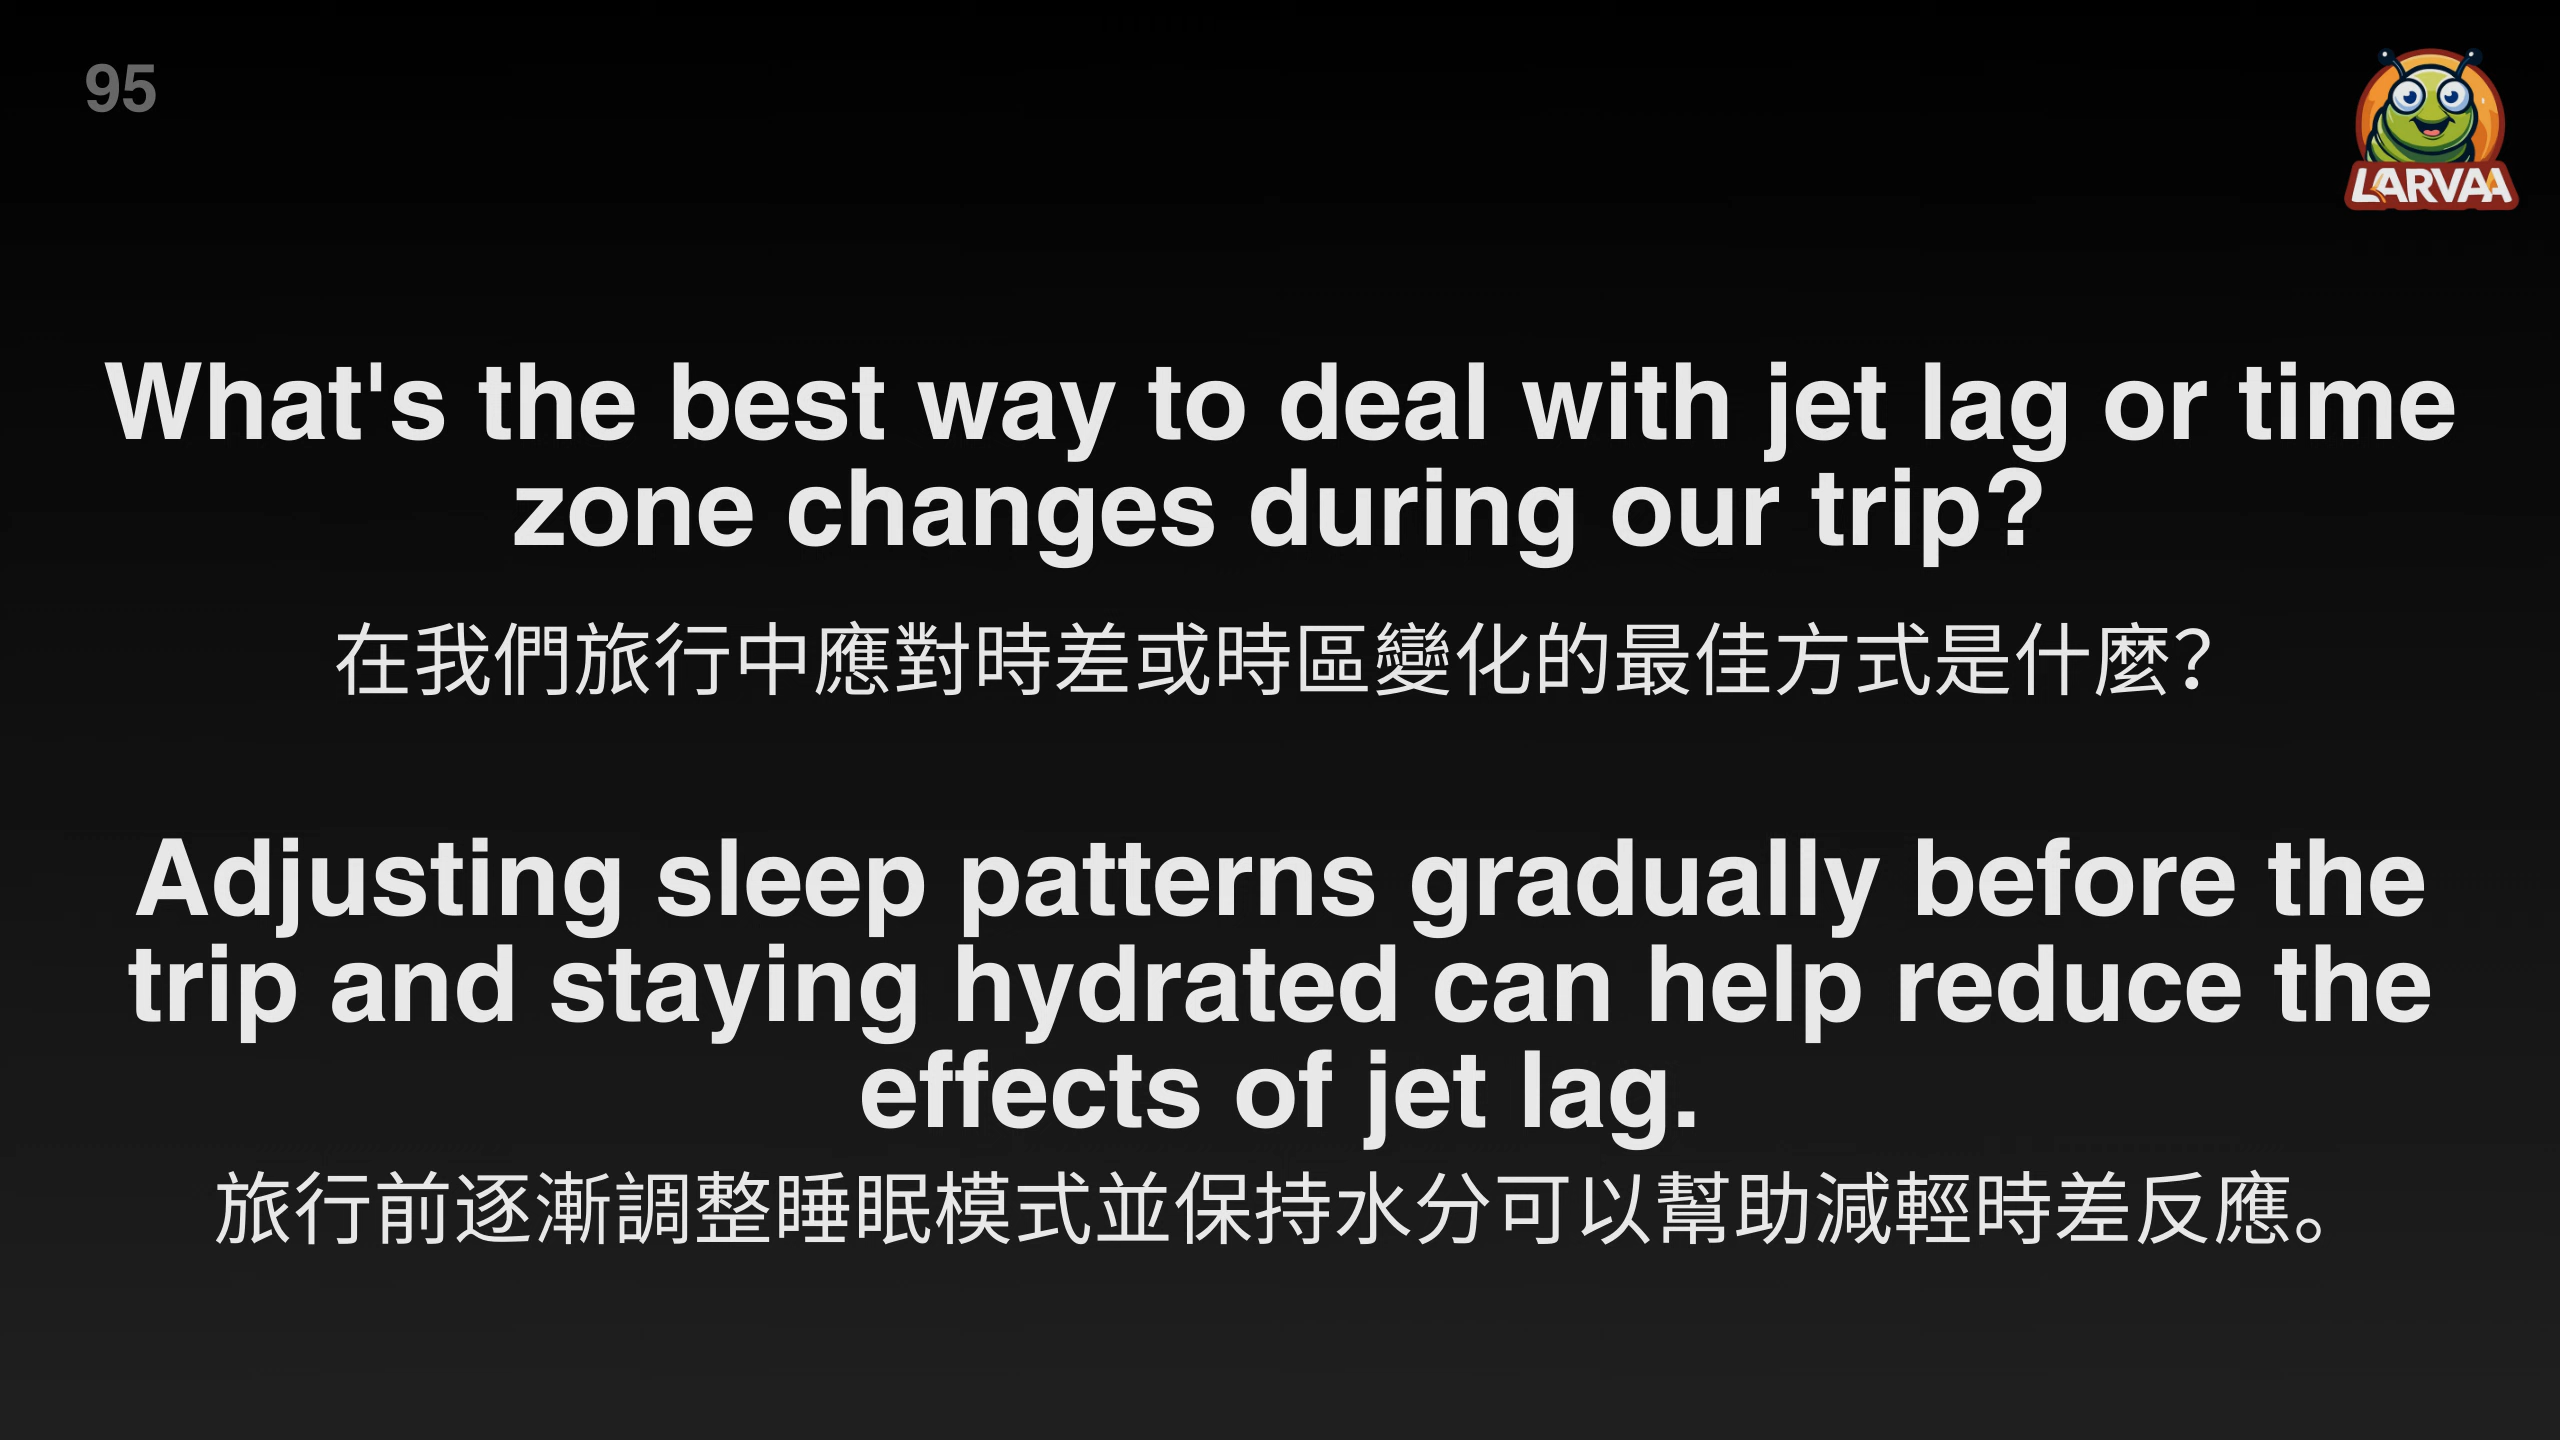 95
LARVAA
What's the best way to deal with jet lag or time
zone changes during our trip?
在我們旅行中應對時差或時區變化的最佳方式是什麼？
Adjusting sleep patterns gradually before the
trip and staying hydrated can help reduce the
effects of jet lag.
旅行前逐漸調整睡眠模式並保持水分可以幫助減輕時差反應。